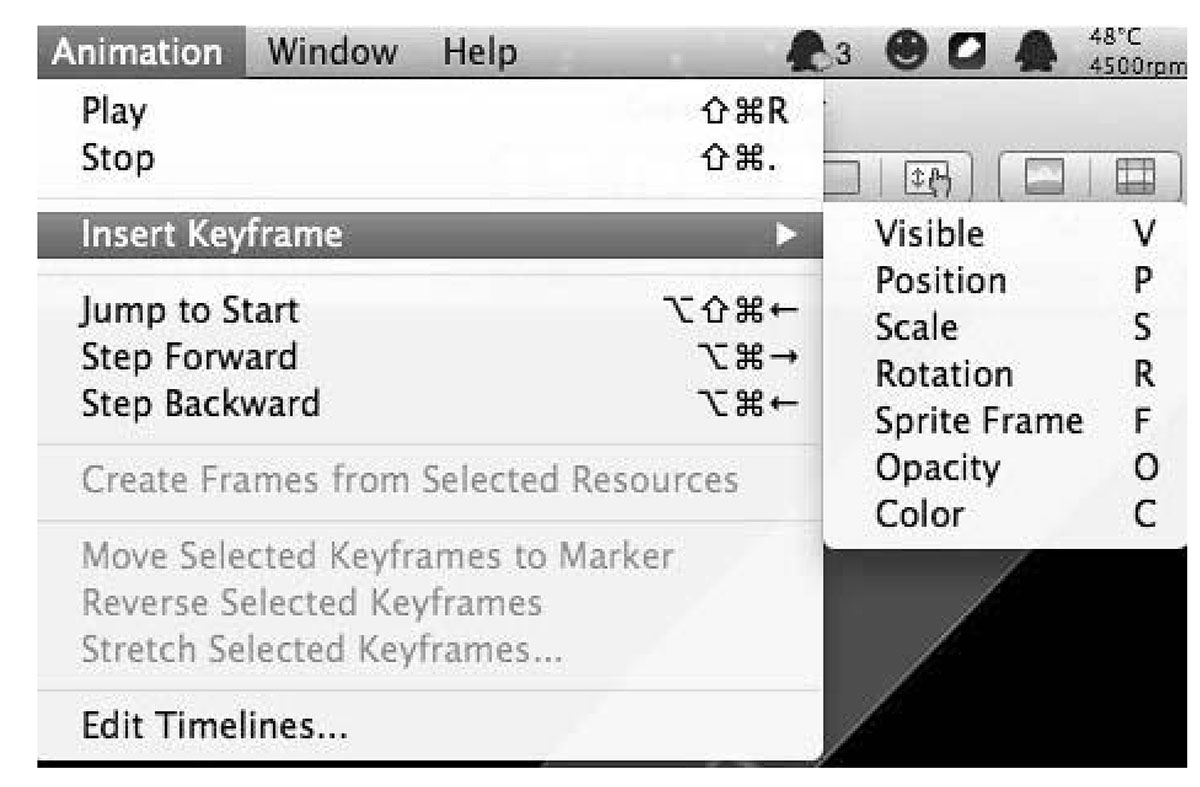 Animation Window Help 3 48°C
4500rpm
Play ⇧⌘R
Stop ⇧⌘.
Insert Keyframe ▶
Jump to Start ⌥⇧⌘←
Step Forward ⌥⌘→
Step Backward ⌥⌘←
Create Frames from Selected Resources
Move Selected Keyframes to Marker
Reverse Selected Keyframes
Stretch Selected Keyframes...
Edit Timelines...
Visible V
Position P
Scale S
Rotation R
Sprite Frame F
Opacity O
Color C